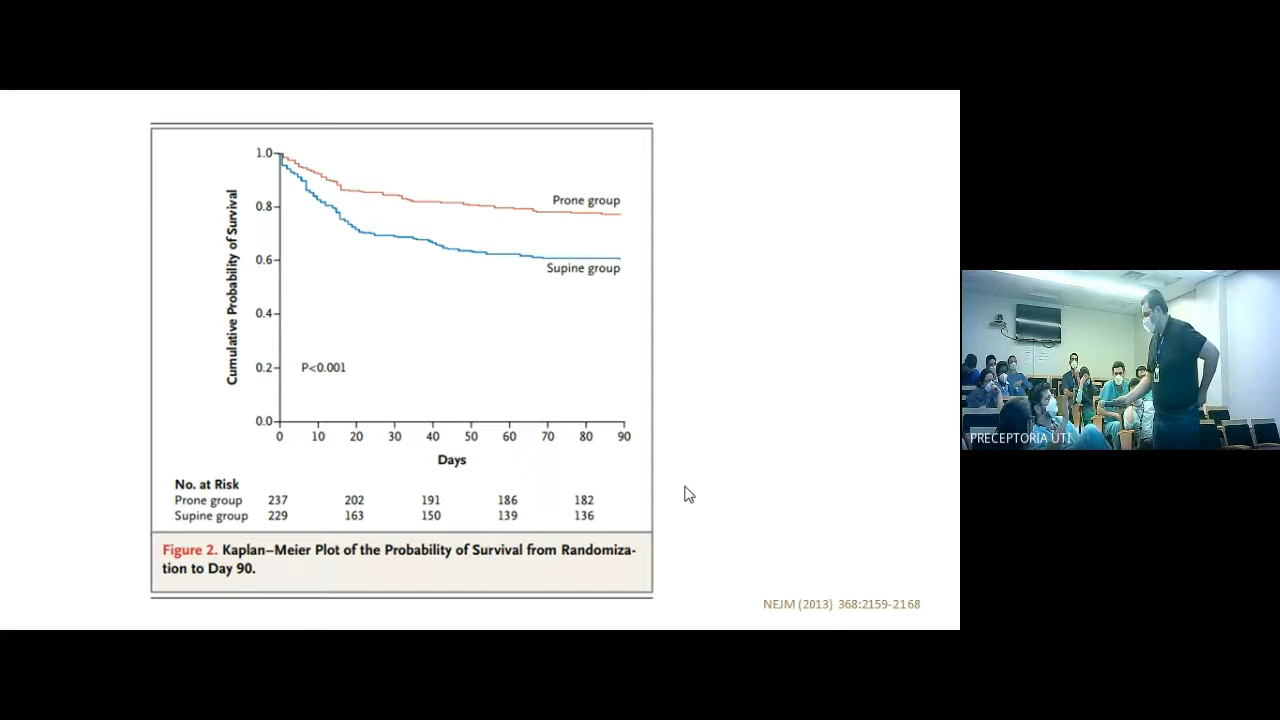 1.0
0.8
0.6
0.4
0.2
0.0
Cumulative Probability of Survival
Prone group
Supine group
P<0.001
0 10 20 30 40 50 60 70 80 90
Days
No. at Risk
Prone group 237 202 191 186 182
Supine group 229 163 150 139 136
Figure 2. Kaplan–Meier Plot of the Probability of Survival from Randomiza-
tion to Day 90.
NEJM (2013) 368:2159-2168
PRECEPTORIA UTI